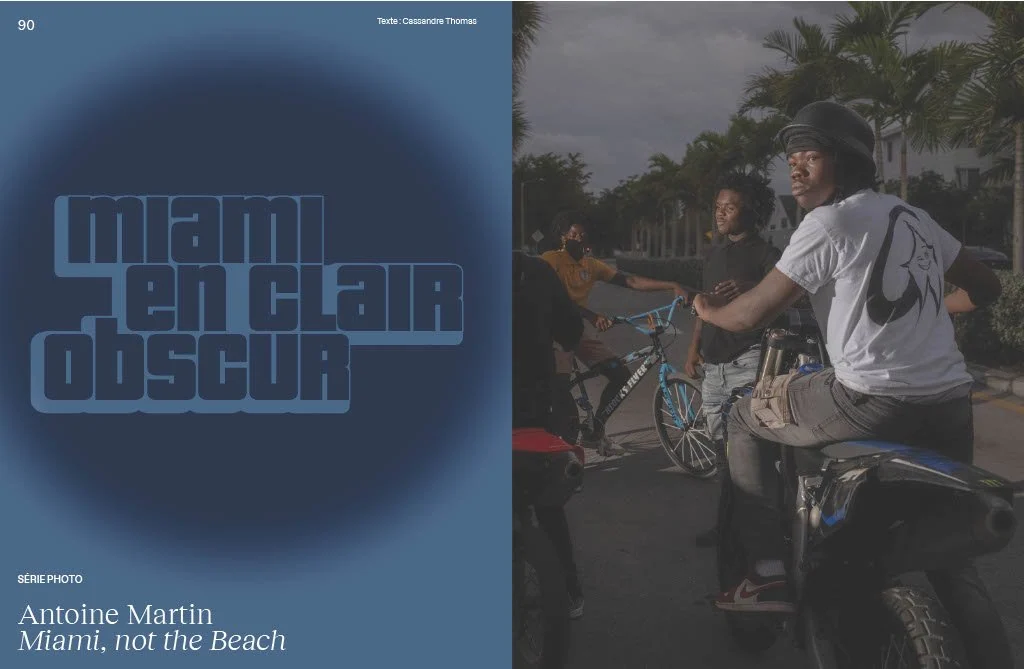 90
Texte : Cassandre Thomas
miami
en clair
obscur
SÉRIE PHOTO
Antoine Martin
Miami, not the Beach